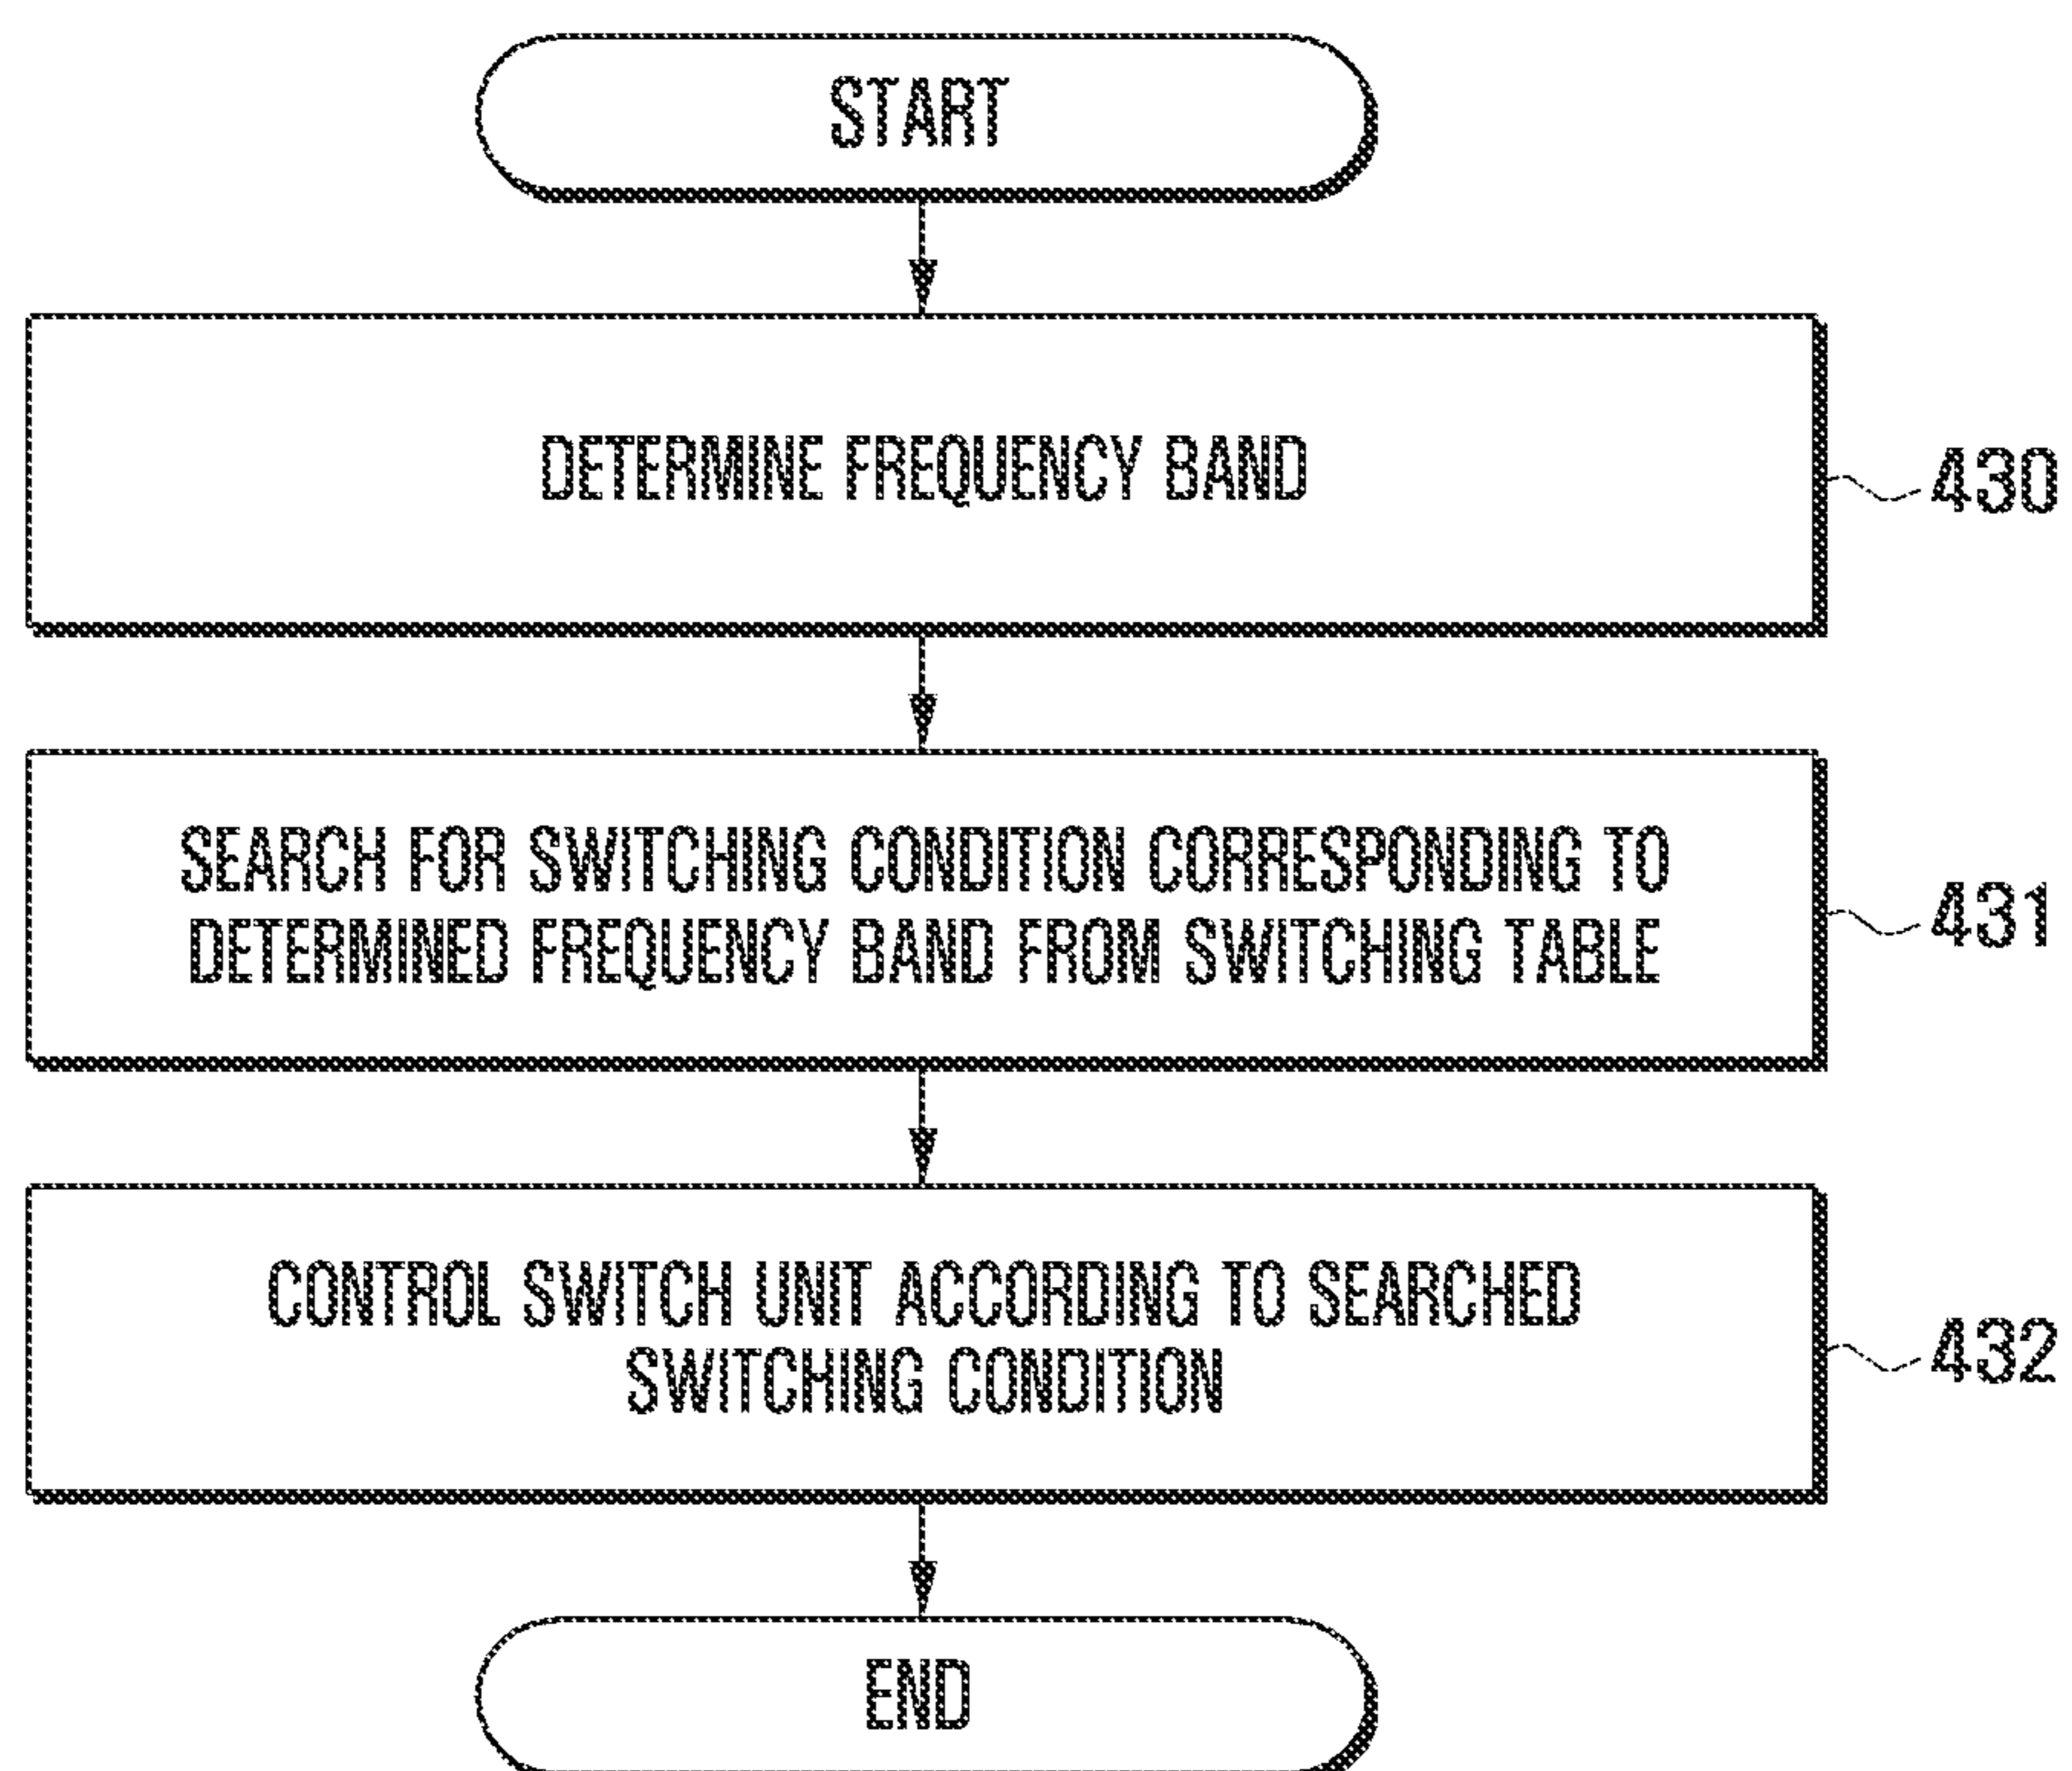 START
DETERMINE FREQUENCY BAND
430
SEARCH FOR SWITCHING CONDITION CORRESPONDING TO
DETERMINED FREQUENCY BAND FROM SWITCHING TABLE
431
CONTROL SWITCH UNIT ACCORDING TO SEARCHED
SWITCHING CONDITION
432
END